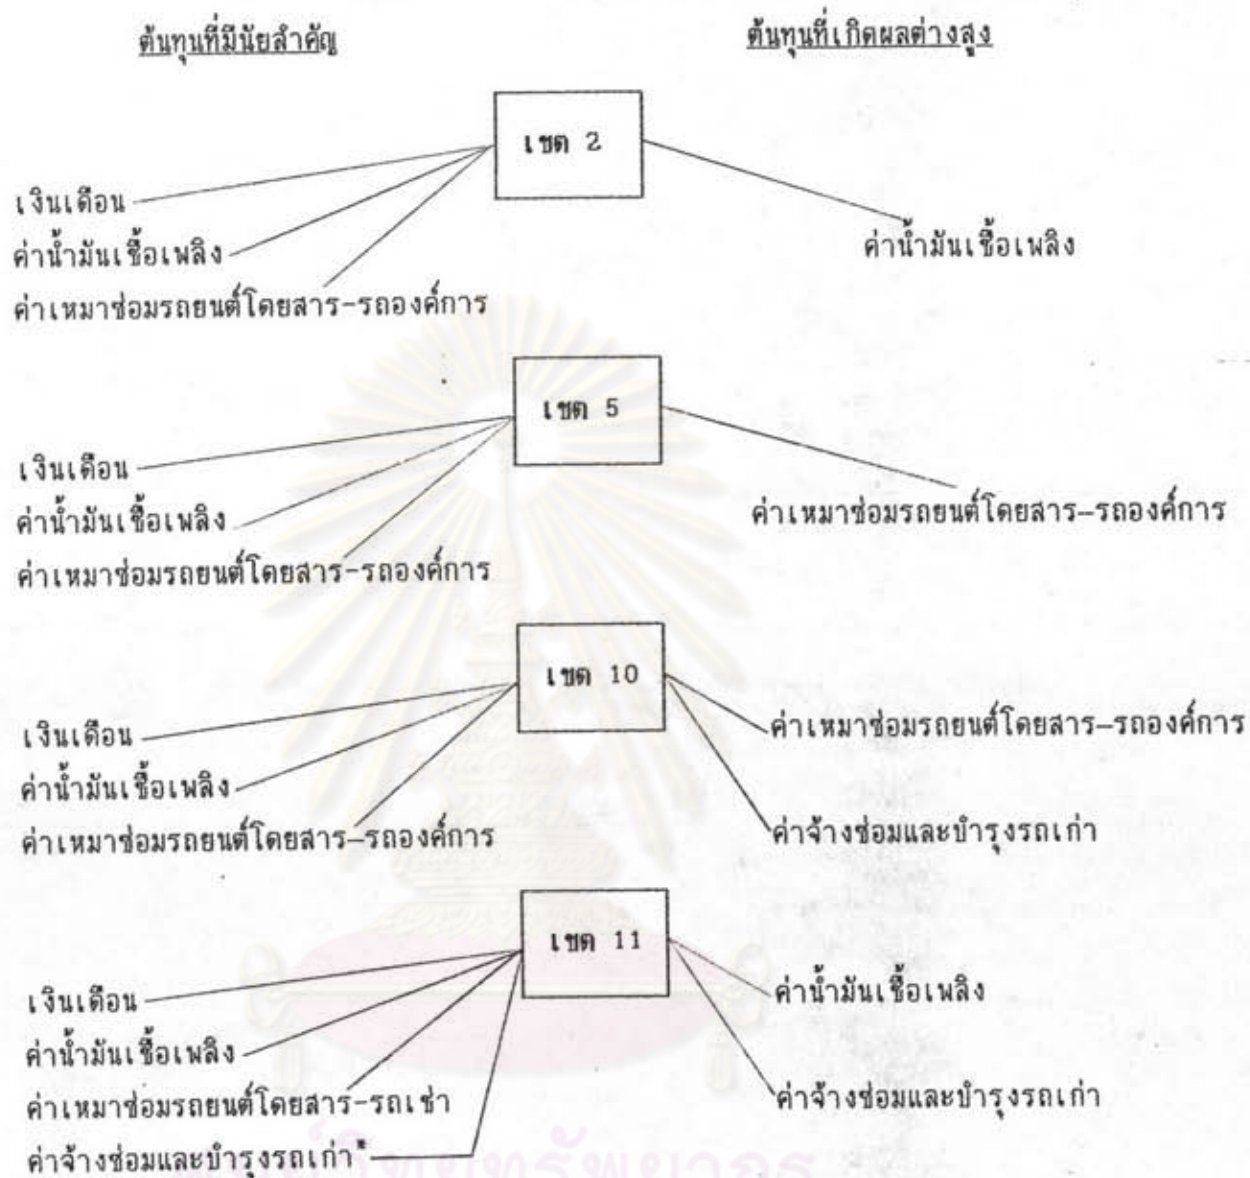 ต้นทุนที่มีนัยสำคัญ
ต้นทุนที่เกิดผลต่างสูง
เขต 2
เงินเดือน
ค่าน้ำมันเชื้อเพลิง
ค่าเหมาซ่อมรถยนต์โดยสาร-รถองค์การ
ค่าน้ำมันเชื้อเพลิง
เขต 5
เงินเดือน
ค่าน้ำมันเชื้อเพลิง
ค่าเหมาซ่อมรถยนต์โดยสาร-รถองค์การ
ค่าเหมาซ่อมรถยนต์โดยสาร-รถองค์การ
เขต 10
เงินเดือน
ค่าน้ำมันเชื้อเพลิง
ค่าเหมาซ่อมรถยนต์โดยสาร-รถองค์การ
ค่าเหมาซ่อมรถยนต์โดยสาร-รถองค์การ
ค่าจ้างซ่อมและบำรุงรถเก่า
เขต 11
เงินเดือน
ค่าน้ำมันเชื้อเพลิง
ค่าเหมาซ่อมรถยนต์โดยสาร-รถเช่า
ค่าจ้างซ่อมและบำรุงรถเก่า*
ค่าน้ำมันเชื้อเพลิง
ค่าจ้างซ่อมและบำรุงรถเก่า
ศูนย์วิทยทรัพยากร